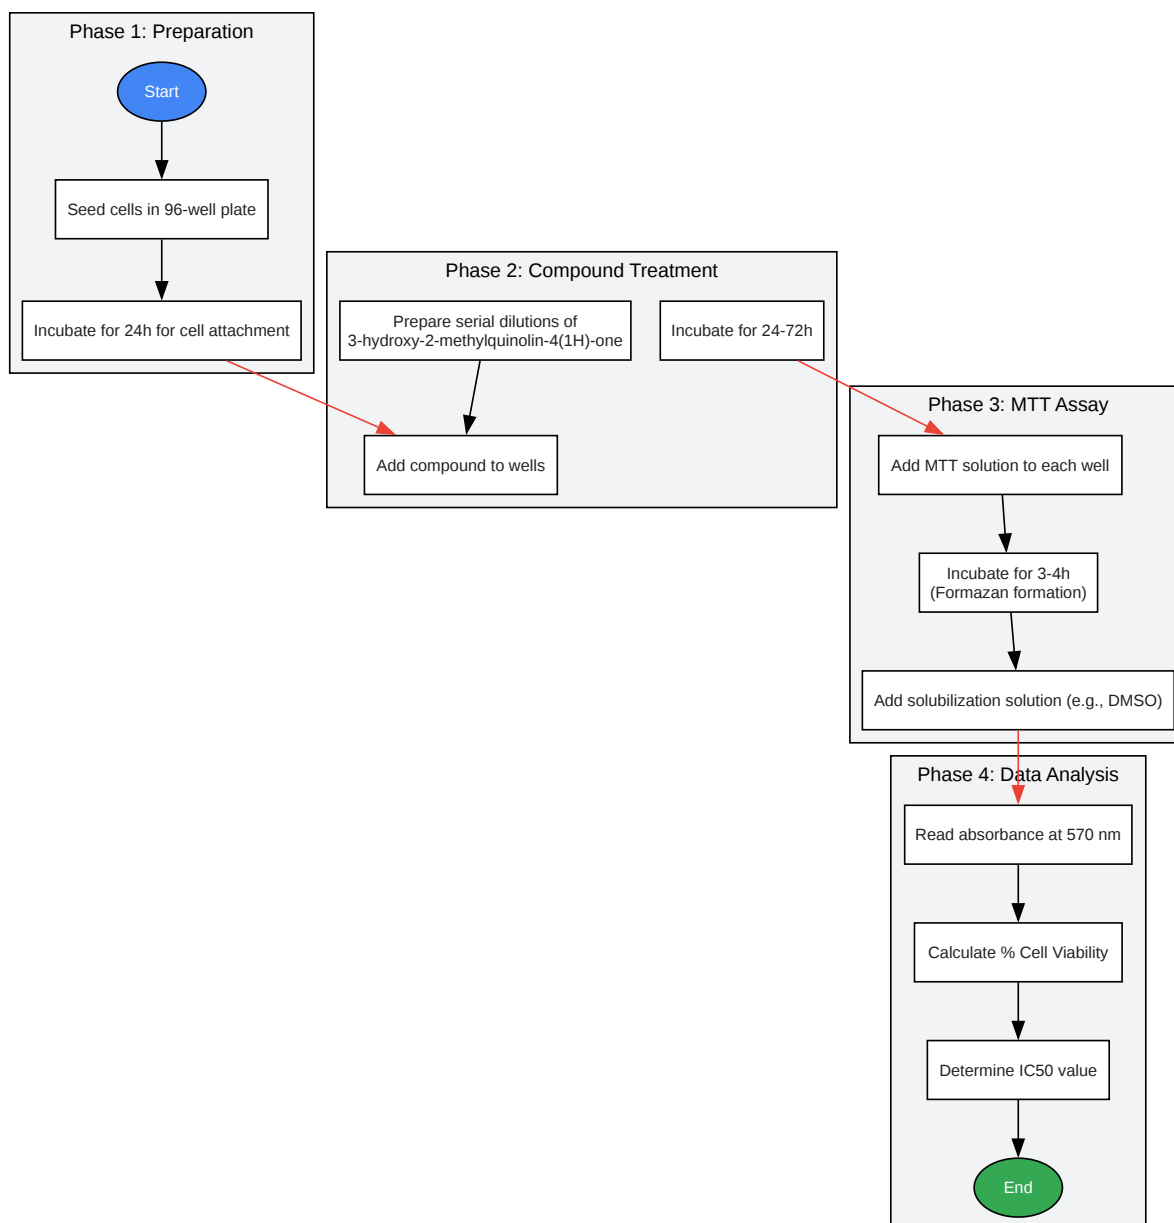 Phase 1: Preparation
Start
Seed cells in 96-well plate
Incubate for 24h for cell attachment
Phase 2: Compound Treatment
Prepare serial dilutions of
3-hydroxy-2-methylquinolin-4(1H)-one
Incubate for 24-72h
Add compound to wells
Phase 3: MTT Assay
Add MTT solution to each well
Incubate for 3-4h
(Formazan formation)
Add solubilization solution (e.g., DMSO)
Phase 4: Data Analysis
Read absorbance at 570 nm
Calculate % Cell Viability
Determine IC50 value
End